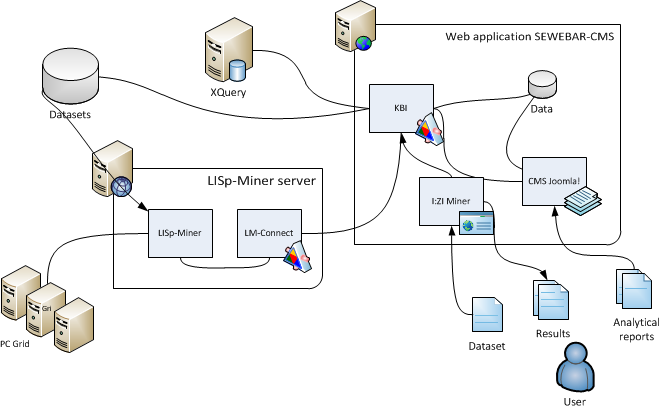 Web application SEWEBAR-CMS
XQuery
Datasets
KBI
Data
LISp-Miner server
CMS Joomla!
I:ZI Miner
LISp-Miner
LM-Connect
Gri
PC Grid
Dataset
Results
Analytical
reports
User